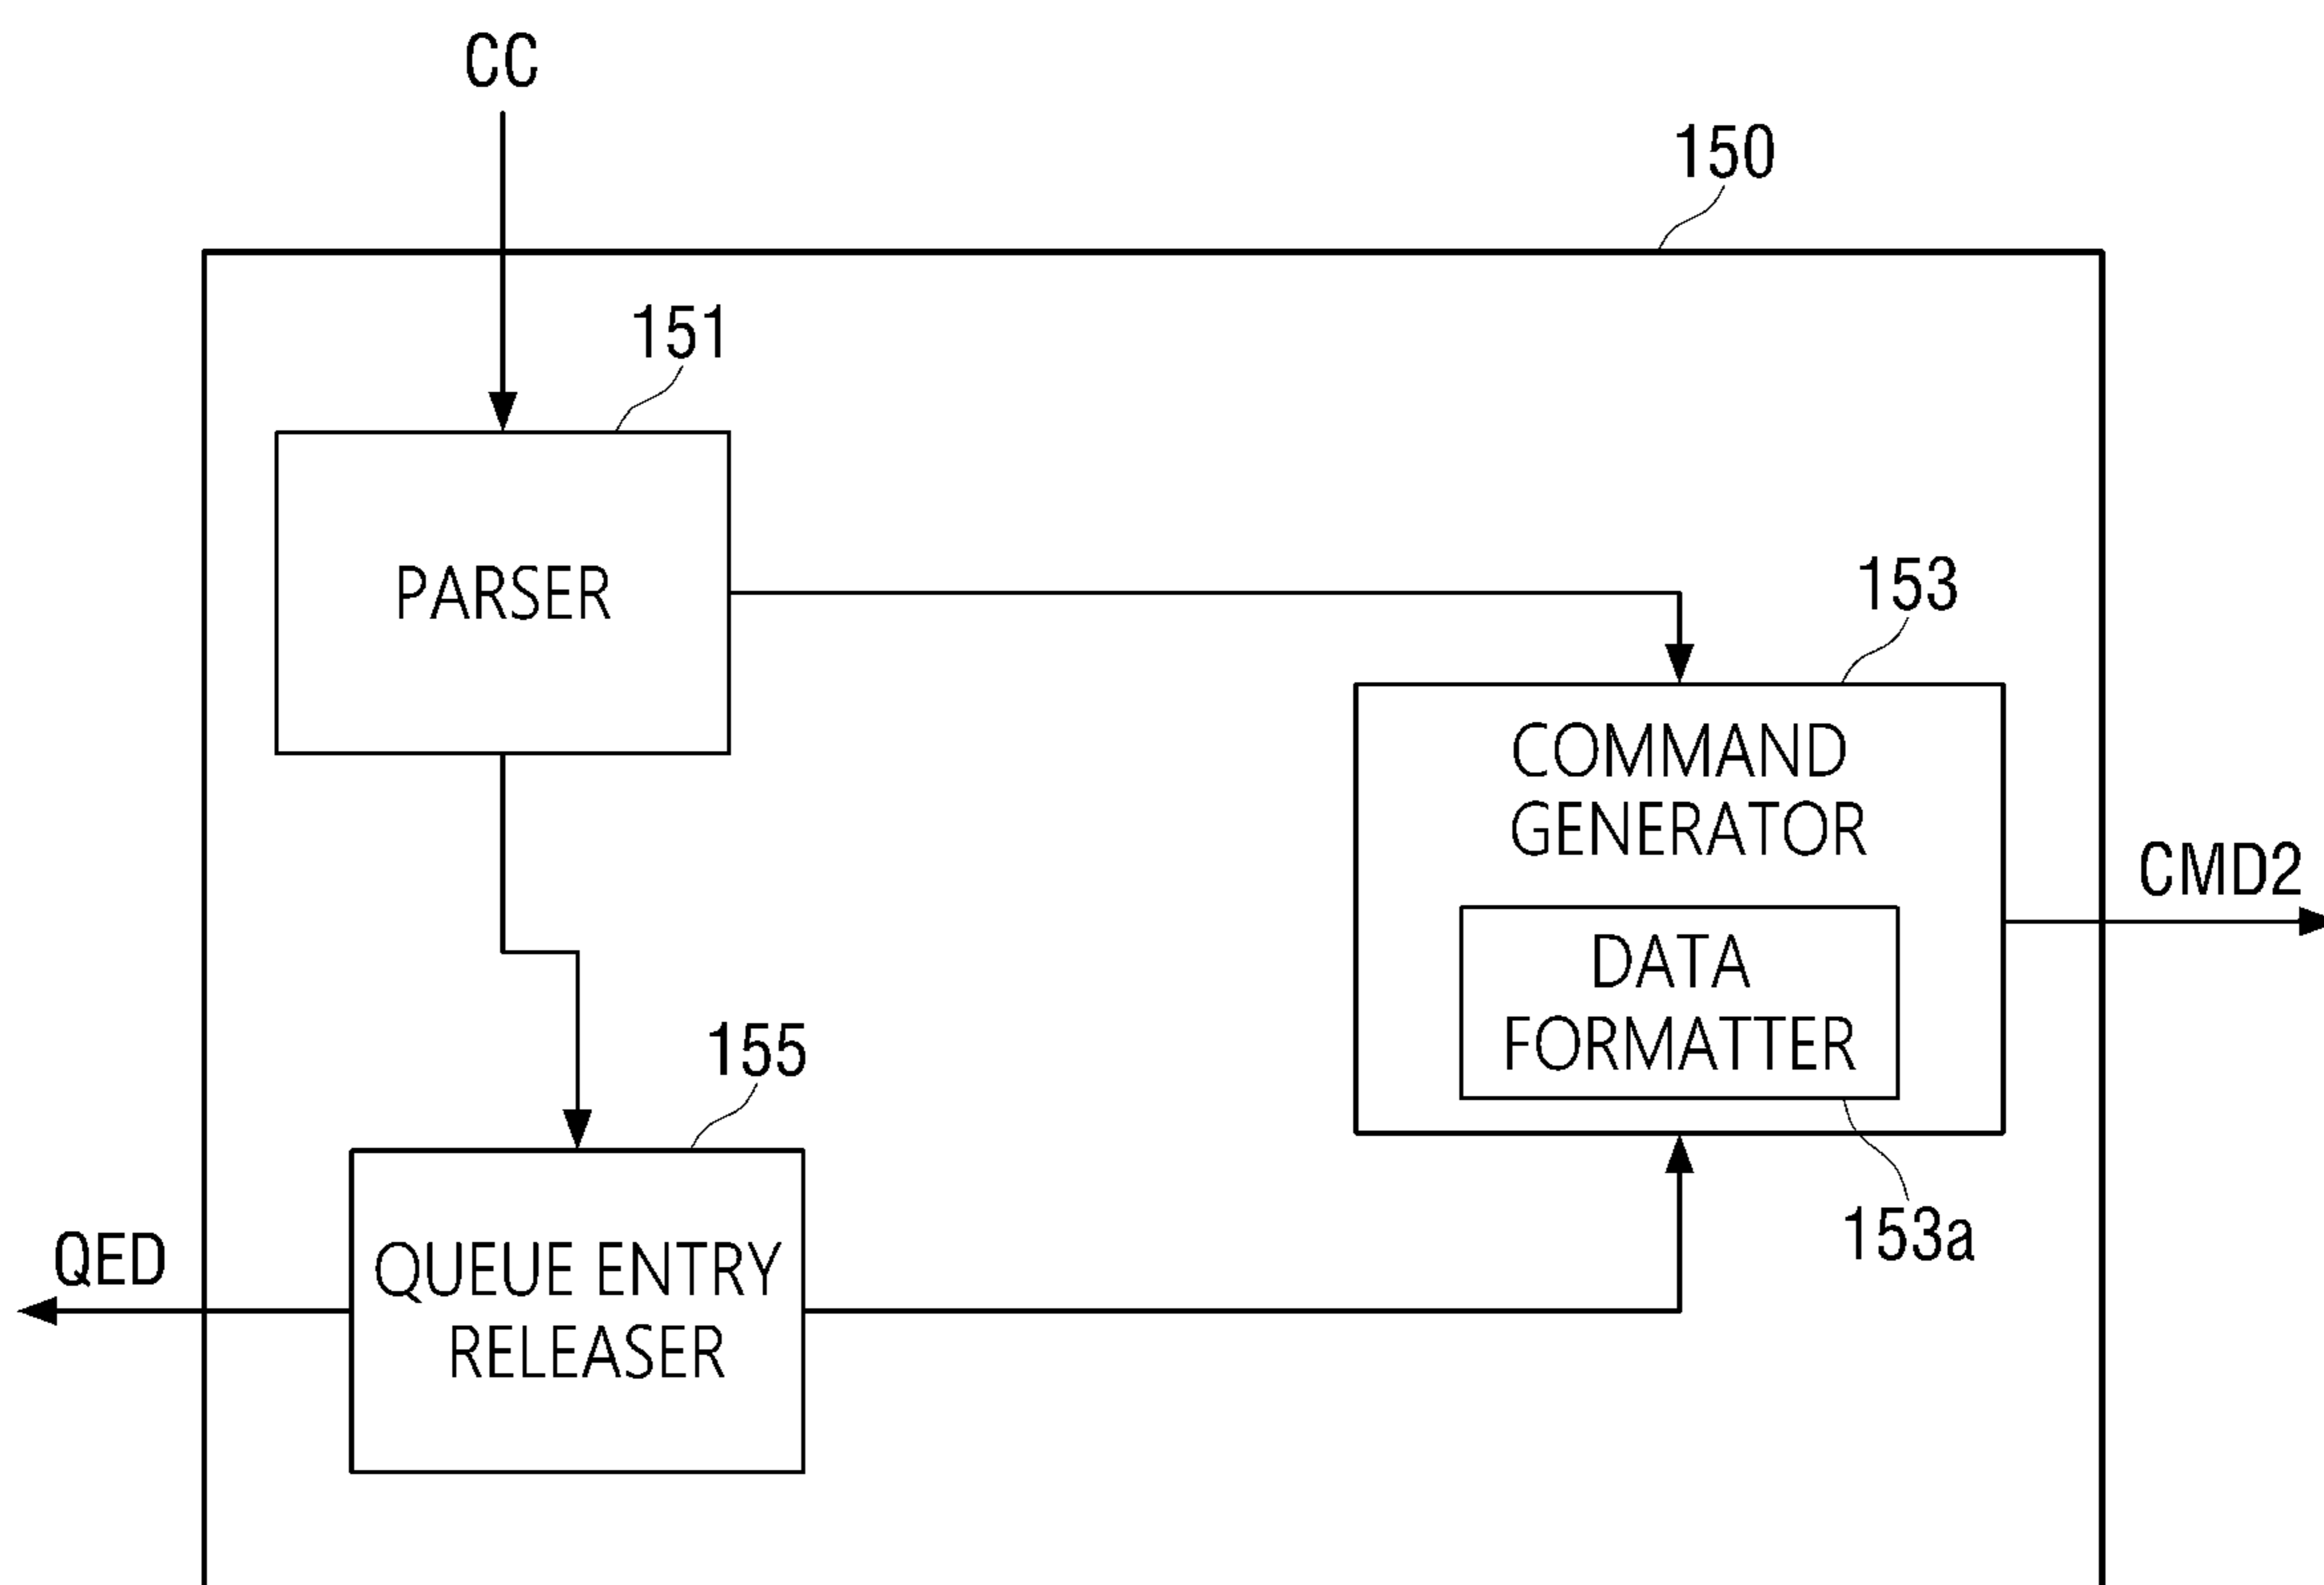 CC
150
151
PARSER
153
COMMAND
GENERATOR
CMD2
DATA
FORMATTER
155
153a
QED
QUEUE ENTRY
RELEASER